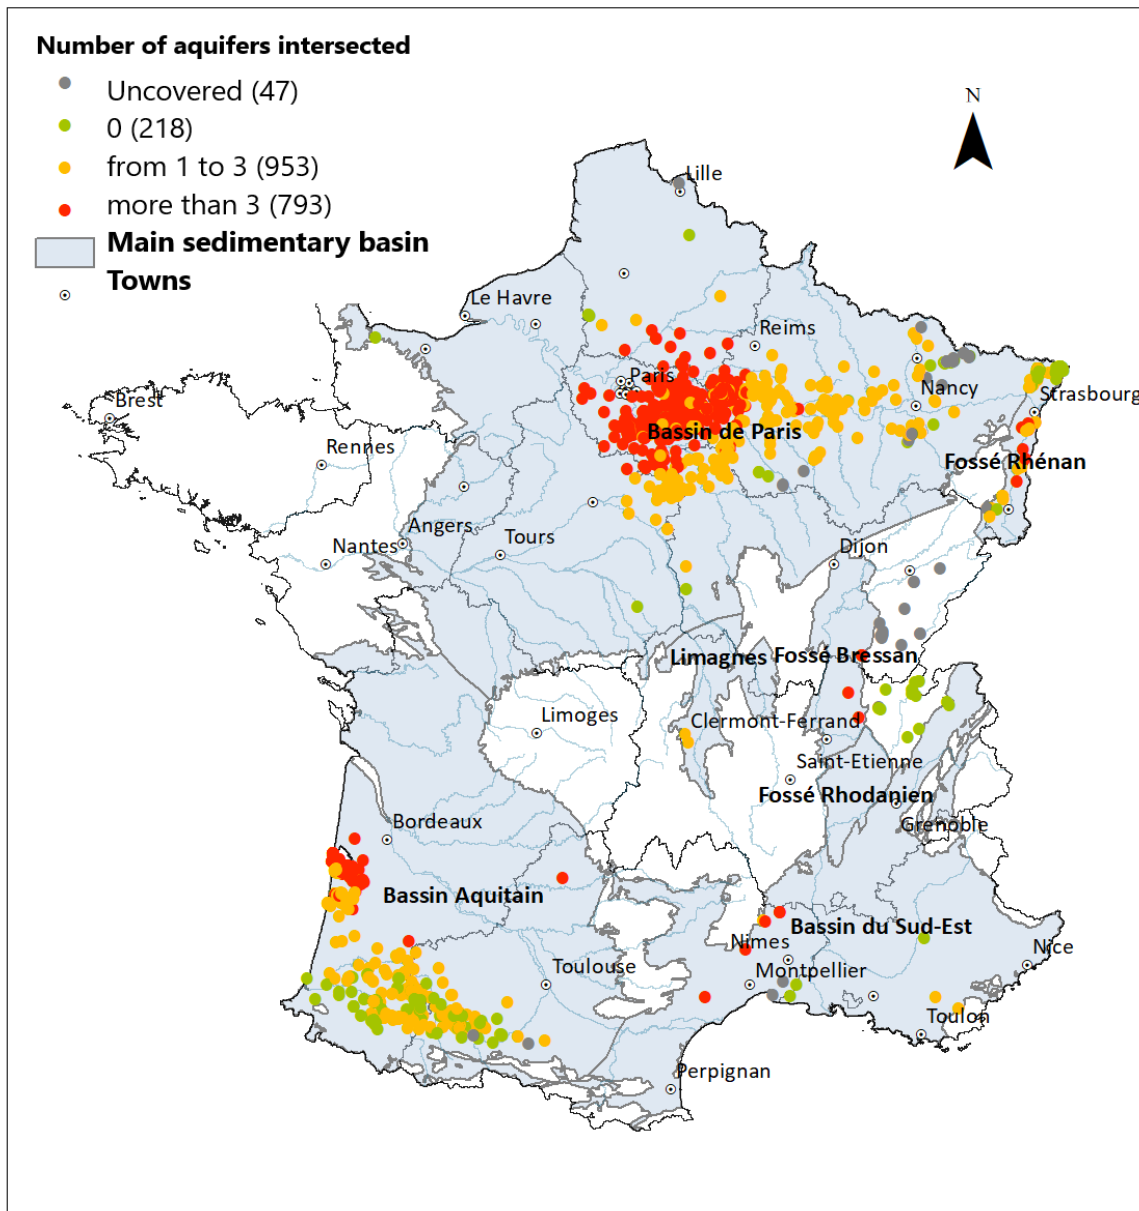 Number of aquifers intersected
Uncovered (47)
0 (218)
from 1 to 3 (953)
more than 3 (793)
Main sedimentary basin
Towns
N
Lille
Le Havre
Reims
Paris
Nancy
Strasbourg
Brest
Bassin de Paris
Rennes
Fossé Rhénan
Angers
Tours
Nantes
Dijon
Limagnes
Fossé Bressan
Limoges
Clermont-Ferrand
Saint-Etienne
Fossé Rhodanien
Bordeaux
Grenoble
Bassin Aquitain
Bassin du Sud-Est
Nimes
Nice
Toulouse
Montpellier
Toulon
Perpignan